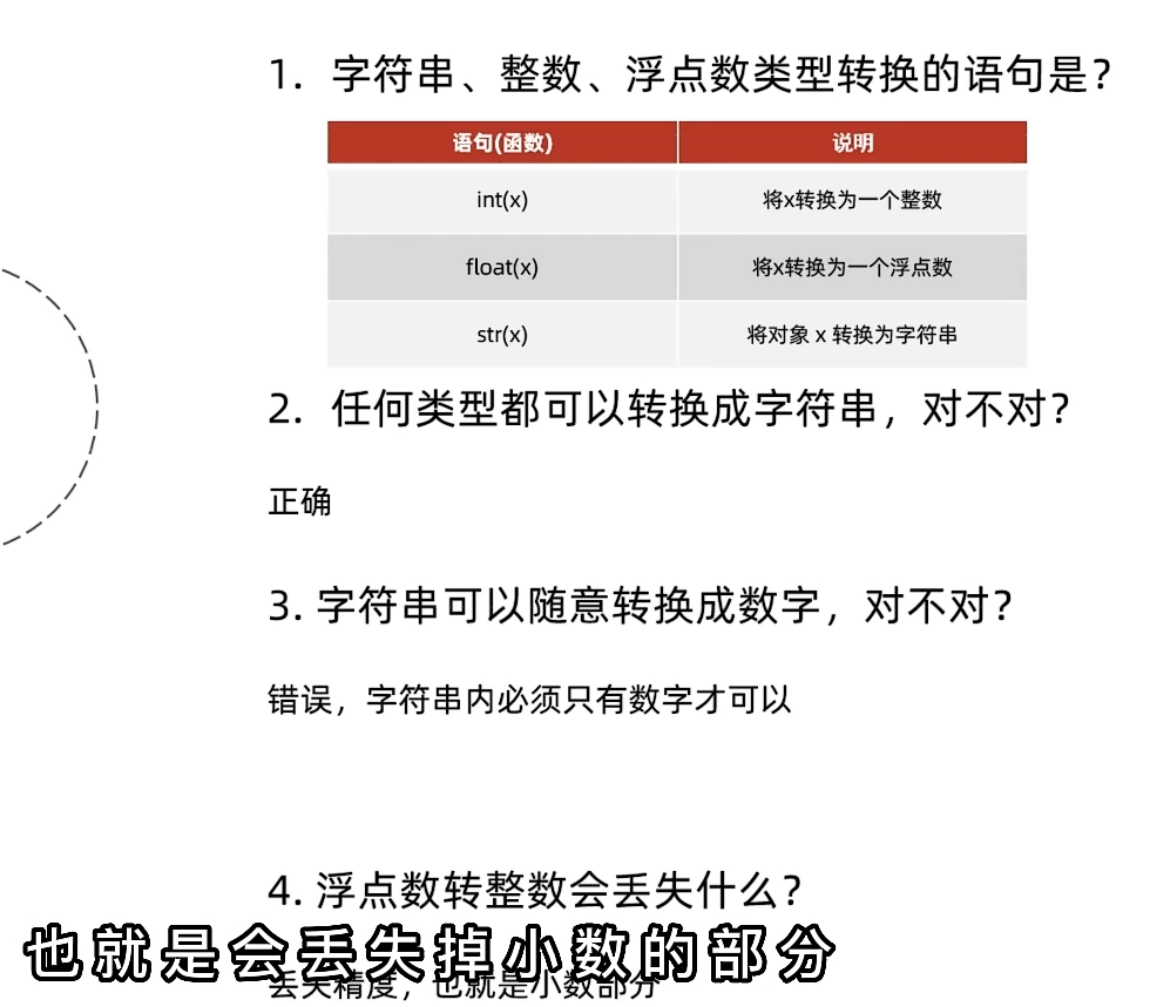 1. 字符串、整数、浮点数类型转换的语句是？
语句(函数) 说明
int(x) 将x转换为一个整数
float(x) 将x转换为一个浮点数
str(x) 将对象 x 转换为字符串
2. 任何类型都可以转换成字符串，对不对？
正确
3. 字符串可以随意转换成数字，对不对？
错误，字符串内必须只有数字才可以
4. 浮点数转整数会丢失什么？
也就是会丢失掉小数的部分
丢失精度，也就是小数部分